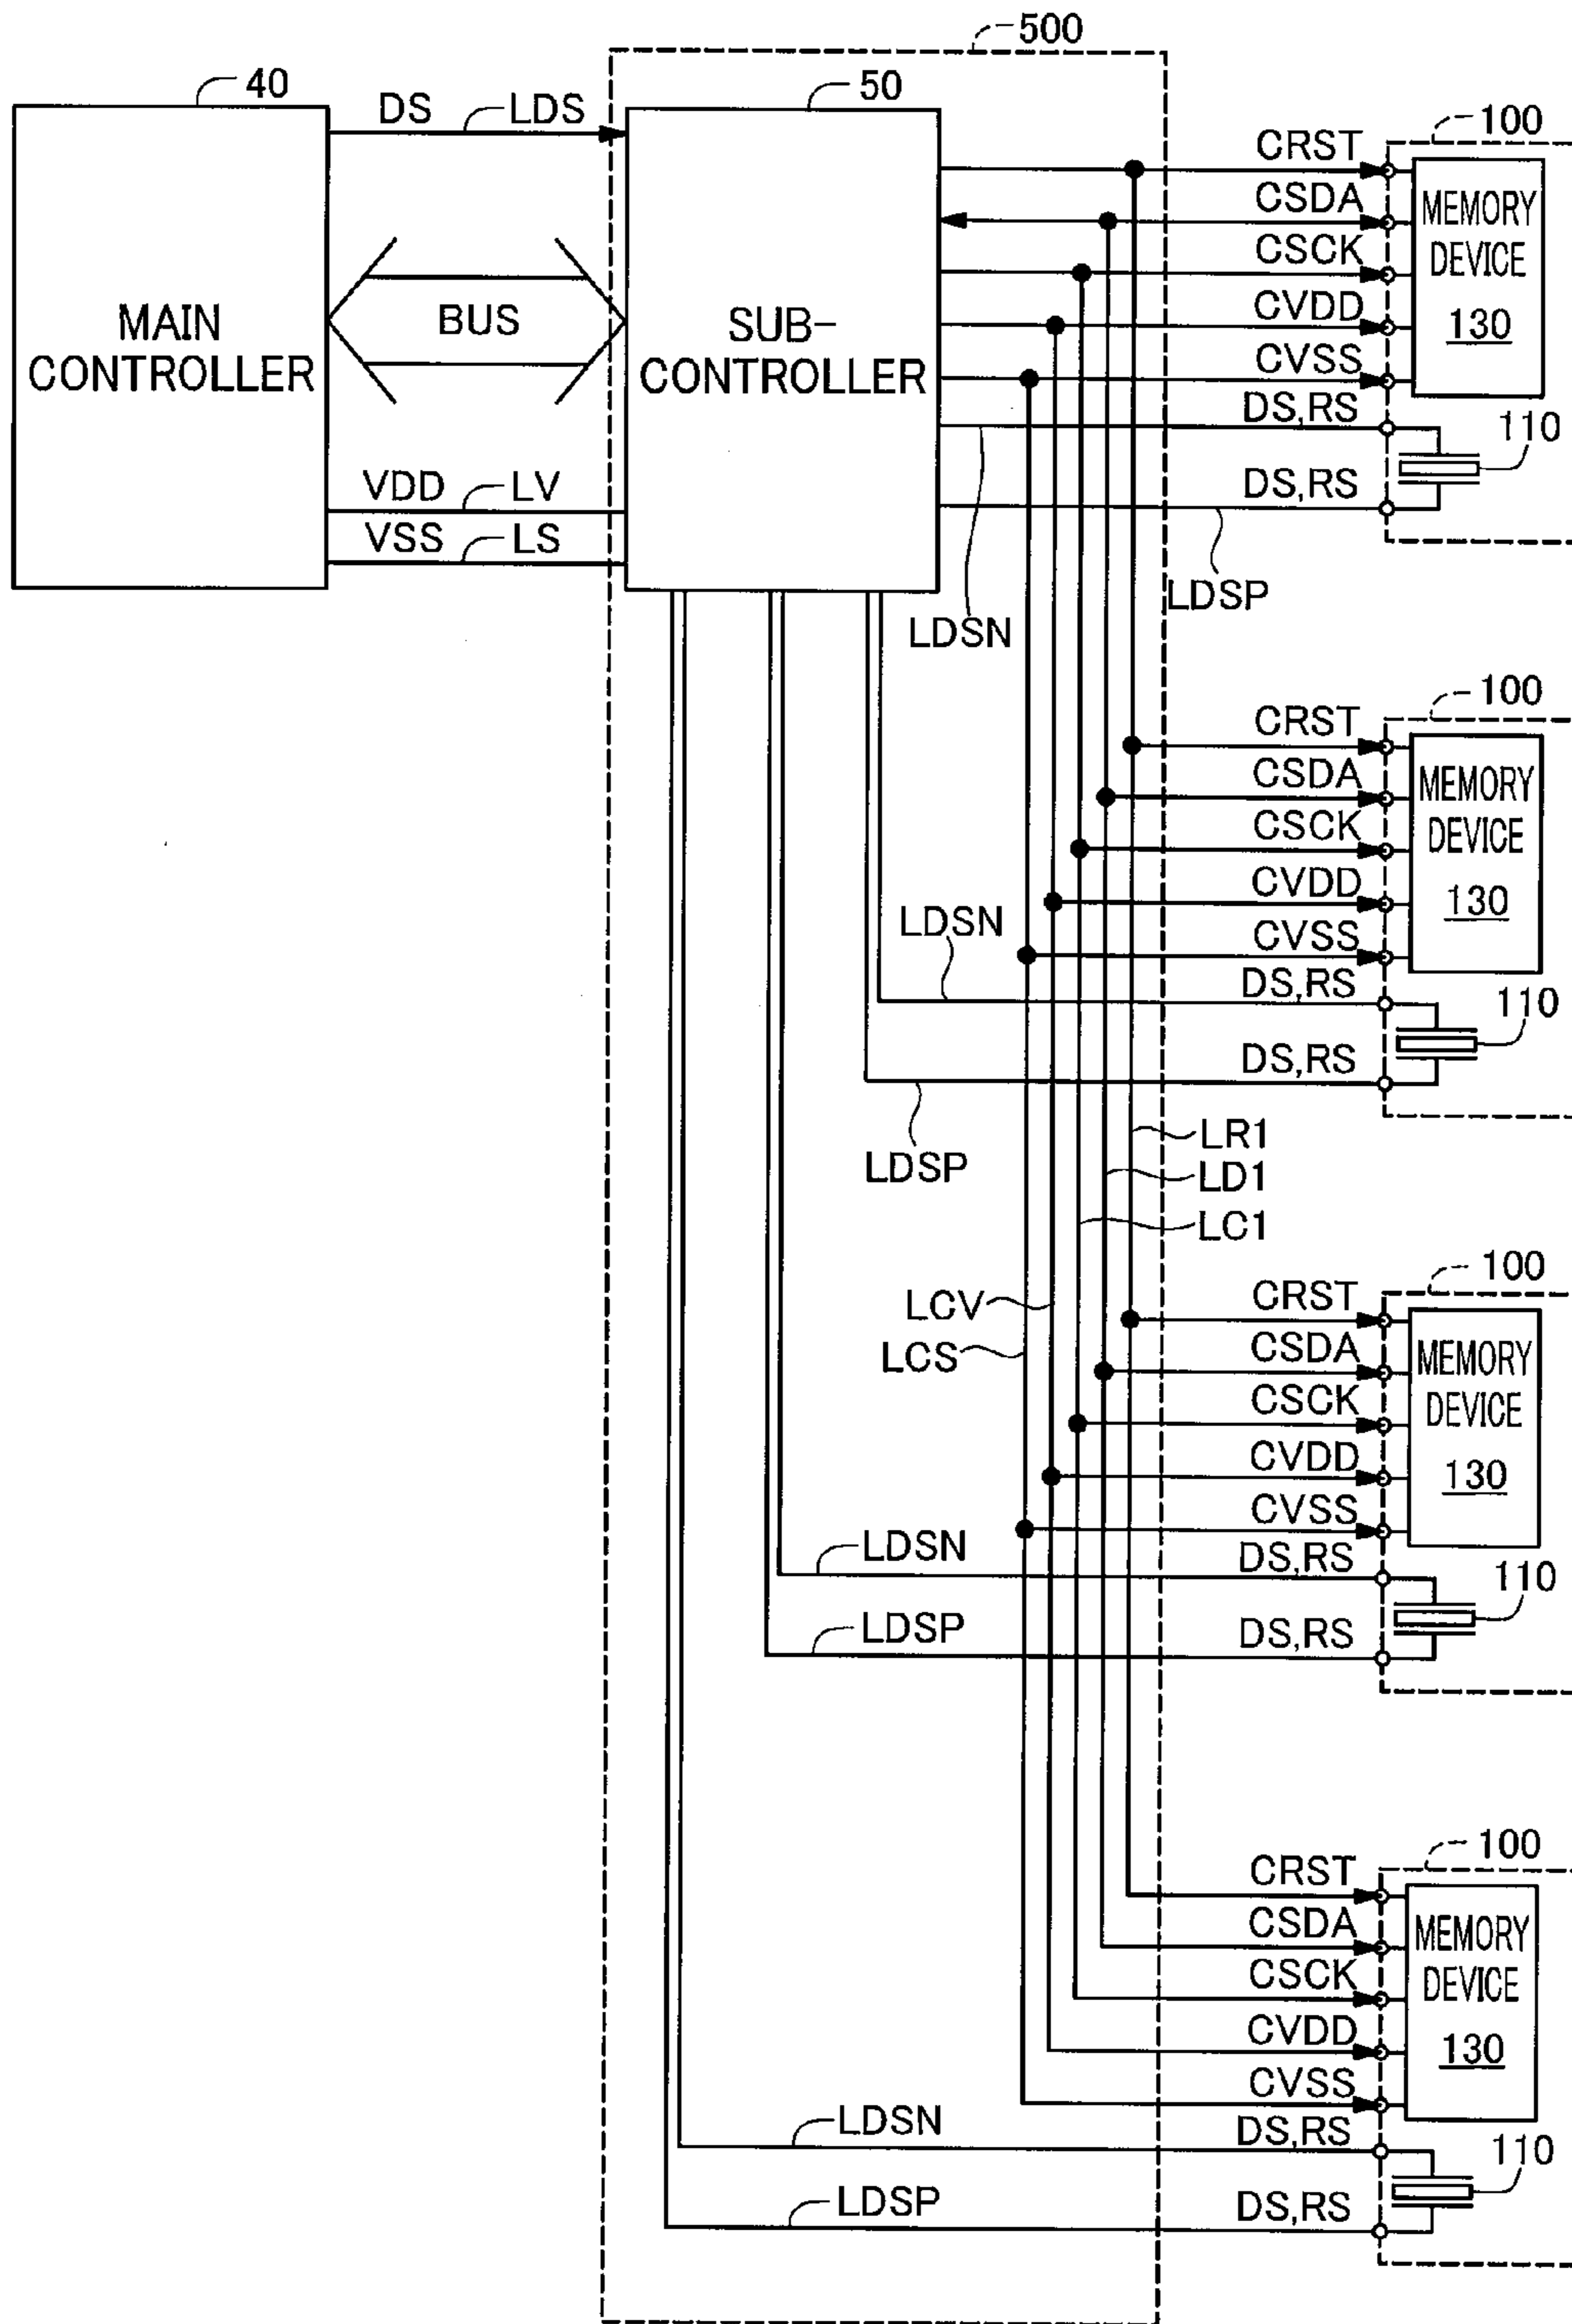 500
40
50
DS
LDS
100
CRST
CSDA
CSCK
CVDD
CVSS
DS,RS
DS,RS
MEMORY
DEVICE
130
110
MAIN
CONTROLLER
BUS
SUB-
CONTROLLER
VDD
LV
VSS
LS
LDSN
LDSP
100
CRST
CSDA
CSCK
CVDD
CVSS
DS,RS
DS,RS
MEMORY
DEVICE
130
110
LDSN
LDSP
LR1
LD1
LC1
LCV
LCS
100
CRST
CSDA
CSCK
CVDD
CVSS
DS,RS
DS,RS
MEMORY
DEVICE
130
110
LDSN
LDSP
100
CRST
CSDA
CSCK
CVDD
CVSS
DS,RS
DS,RS
MEMORY
DEVICE
130
110
LDSN
LDSP